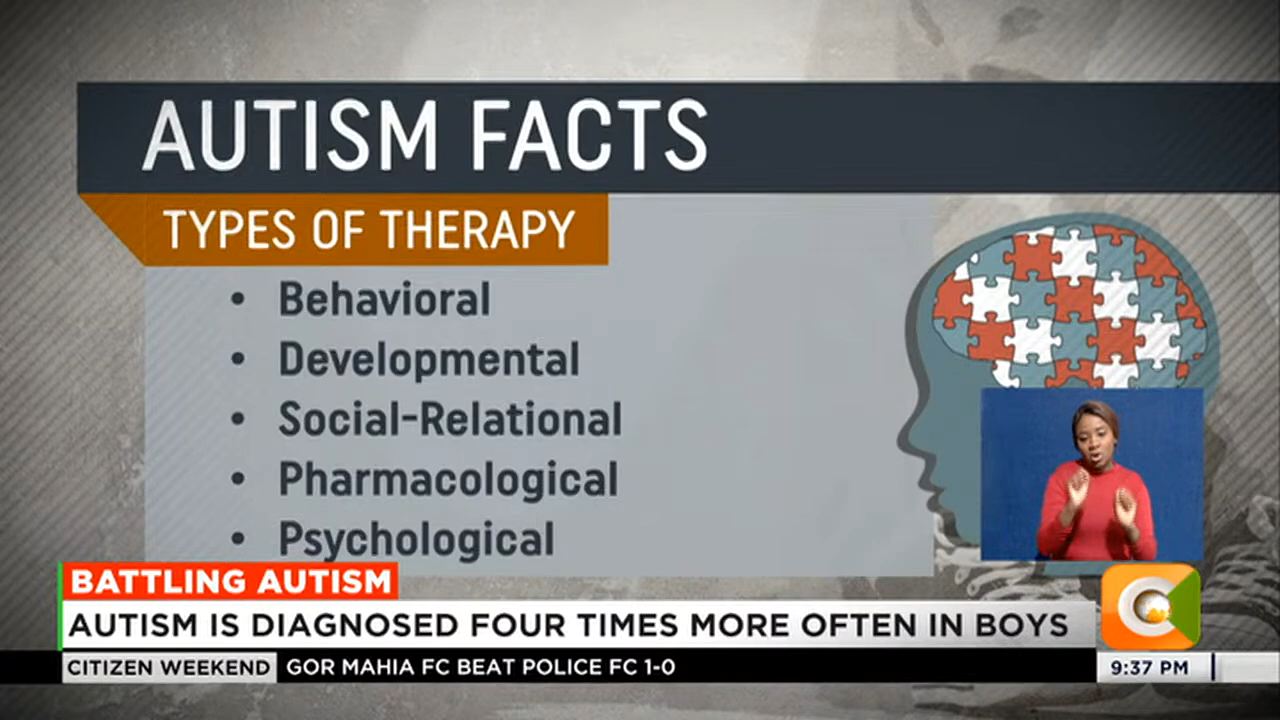 AUTISM FACTS
TYPES OF THERAPY
• Behavioral
• Developmental
• Social-Relational
• Pharmacological
• Psychological
BATTLING AUTISM
AUTISM IS DIAGNOSED FOUR TIMES MORE OFTEN IN BOYS
CITIZEN WEEKEND GOR MAHIA FC BEAT POLICE FC 1-0 9:37 PM